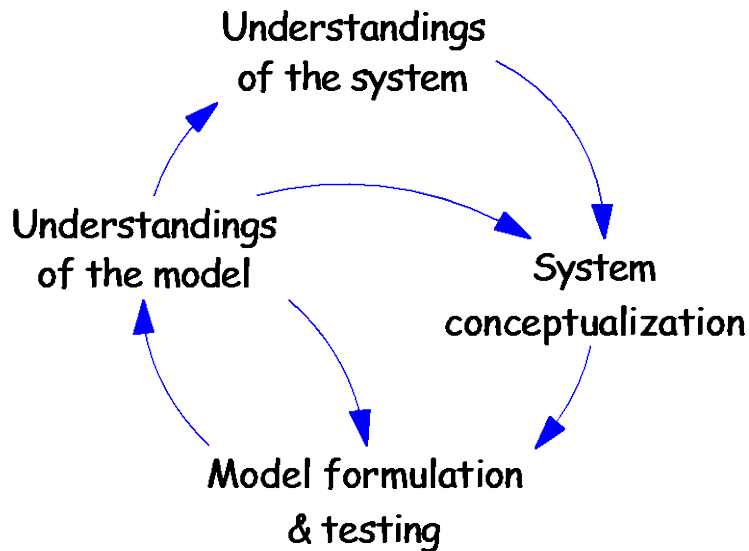 Understandings
of the system
Understandings
of the model
System
conceptualization
Model formulation
& testing